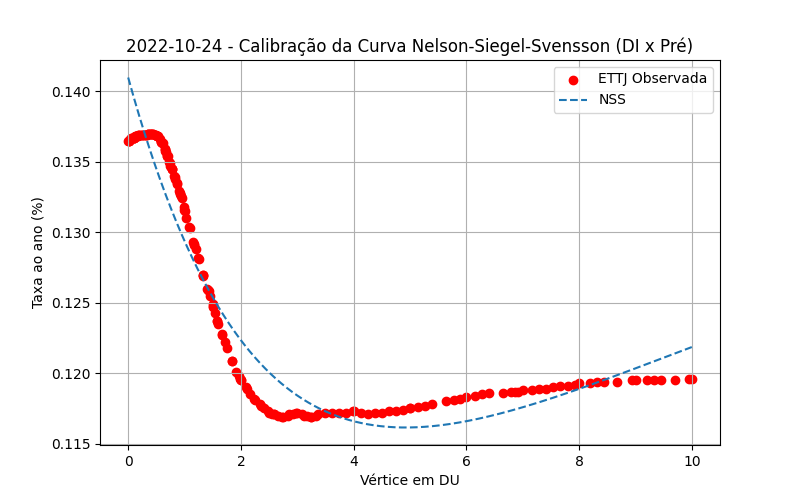 2022-10-24 - Calibração da Curva Nelson-Siegel-Svensson (DI x Pré)
ETTJ Observada
NSS
Taxa ao ano (%)
0.140
0.135
0.130
0.125
0.120
0.115
0 2 4 6 8 10
Vértice em DU